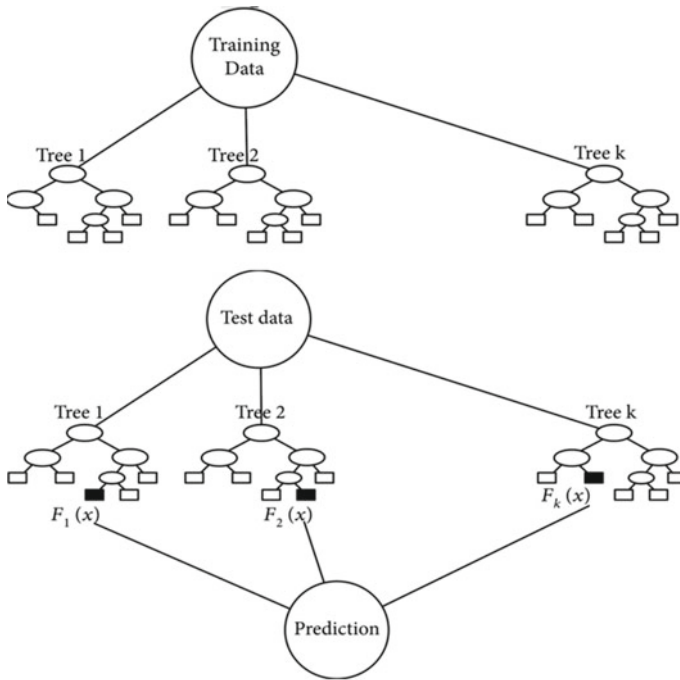 Training
Data
Tree 1
Tree 2
Tree k
Test data
Tree 1
Tree 2
Tree k
F1 (x)
F2 (x)
Fk (x)
Prediction